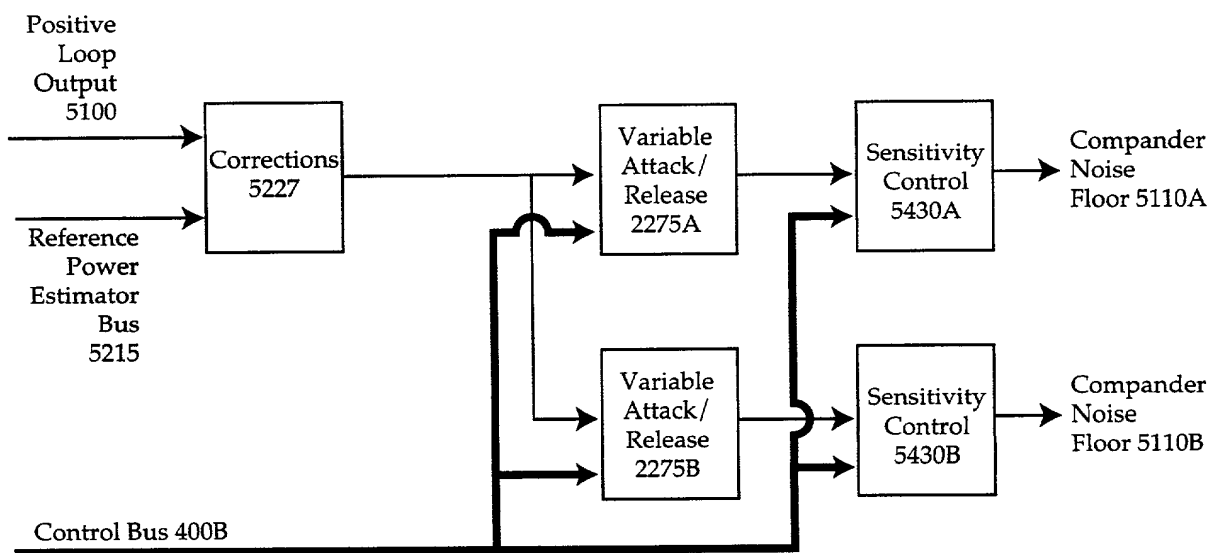 Positive
Loop
Output
5100
Corrections
5227
Reference
Power
Estimator
Bus
5215
Variable
Attack/
Release
2275A
Sensitivity
Control
5430A
Compander
Noise
Floor 5110A
Variable
Attack/
Release
2275B
Sensitivity
Control
5430B
Compander
Noise
Floor 5110B
Control Bus 400B